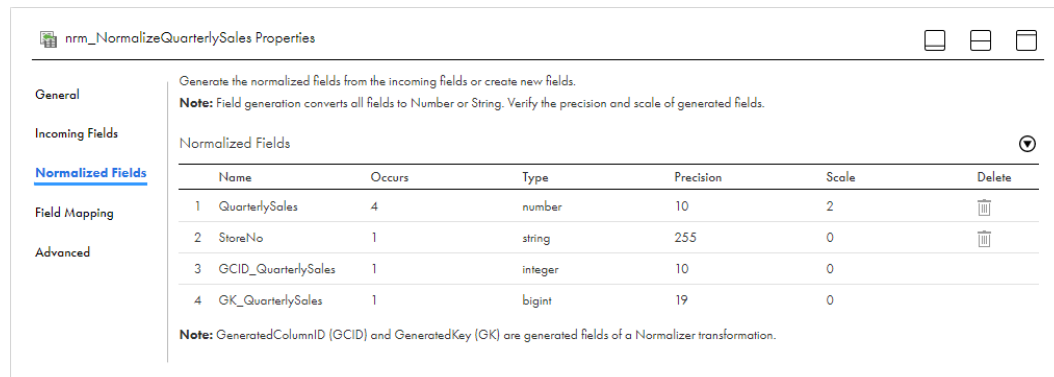 nrm_NormalizeQuarterlySales Properties
General
Incoming Fields
Normalized Fields
Field Mapping
Advanced
Generate the normalized fields from the incoming fields or create new fields.
Note: Field generation converts all fields to Number or String. Verify the precision and scale of generated fields.
Normalized Fields
Name Occurs Type Precision Scale Delete
1 QuarterlySales 4 number 10 2
2 StoreNo 1 string 255 0
3 GCID_QuarterlySales 1 integer 10 0
4 GK_QuarterlySales 1 bigint 19 0
Note: GeneratedColumnID (GCID) and GeneratedKey (GK) are generated fields of a Normalizer transformation.